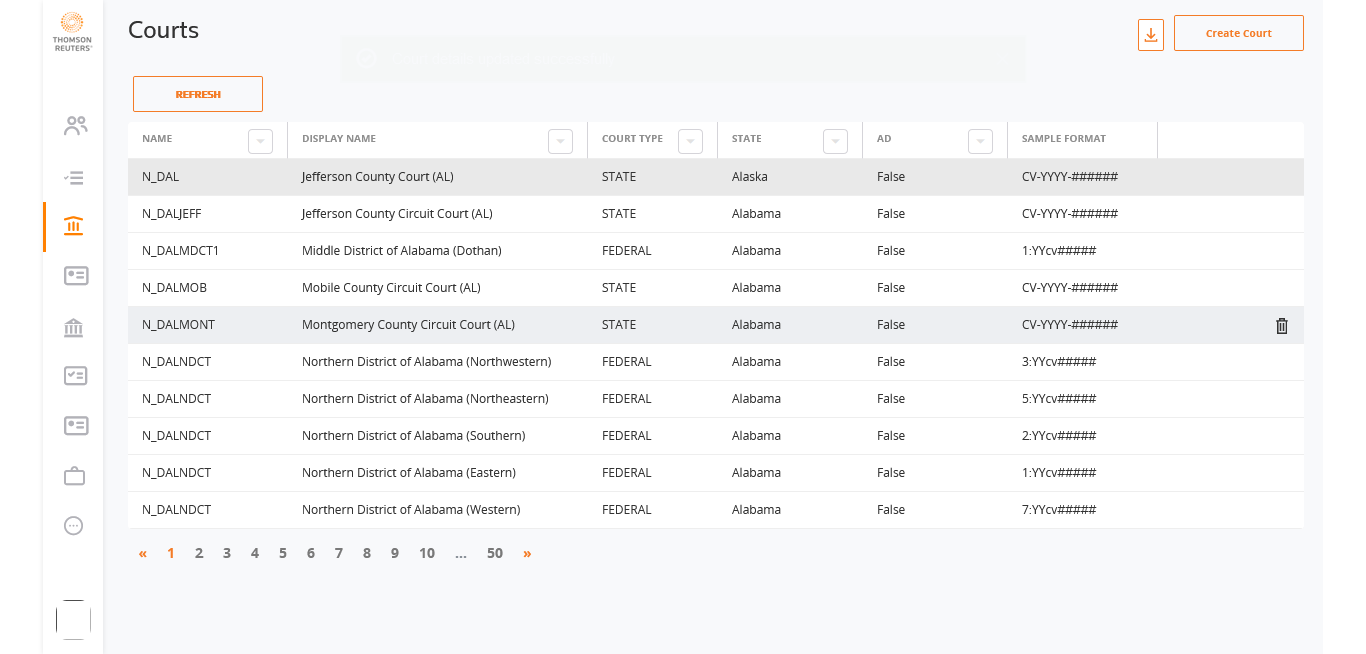 THOMSON
REUTERS®
Courts
Create Court
REFRESH
NAME DISPLAY NAME COURT TYPE STATE AD SAMPLE FORMAT
N_DAL Jefferson County Court (AL) STATE Alaska False CV-YYYY-######
N_DALJEFF Jefferson County Circuit Court (AL) STATE Alabama False CV-YYYY-######
N_DALMDCT1 Middle District of Alabama (Dothan) FEDERAL Alabama False 1:YYcv#####
N_DALMOB Mobile County Circuit Court (AL) STATE Alabama False CV-YYYY-######
N_DALMONT Montgomery County Circuit Court (AL) STATE Alabama False CV-YYYY-######
N_DALNDCT Northern District of Alabama (Northwestern) FEDERAL Alabama False 3:YYcv#####
N_DALNDCT Northern District of Alabama (Northeastern) FEDERAL Alabama False 5:YYcv#####
N_DALNDCT Northern District of Alabama (Southern) FEDERAL Alabama False 2:YYcv#####
N_DALNDCT Northern District of Alabama (Eastern) FEDERAL Alabama False 1:YYcv#####
N_DALNDCT Northern District of Alabama (Western) FEDERAL Alabama False 7:YYcv#####
« 1 2 3 4 5 6 7 8 9 10 ... 50 »